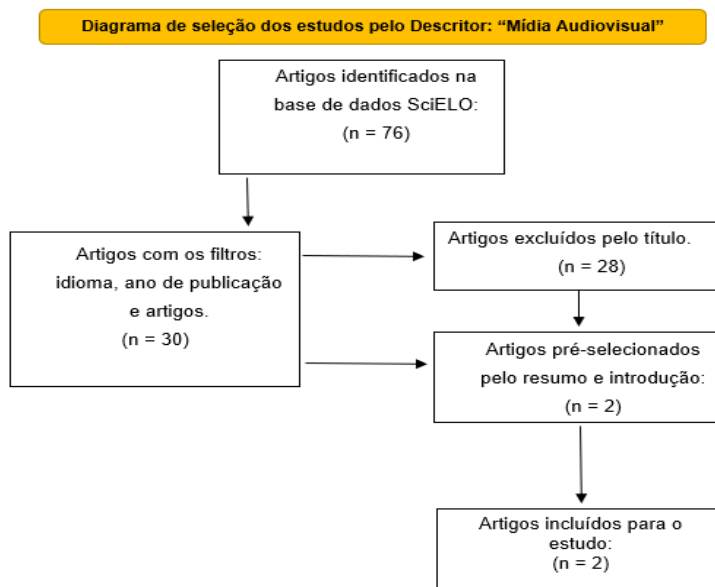 Diagrama de seleção dos estudos pelo Descritor: “Mídia Audiovisual”
Artigos identificados na
base de dados SciELO:
(n = 76)
Artigos com os filtros:
idioma, ano de publicação
e artigos.
(n = 30)
Artigos excluídos pelo título.
(n = 28)
Artigos pré-selecionados
pelo resumo e introdução:
(n = 2)
Artigos incluídos para o
estudo:
(n = 2)